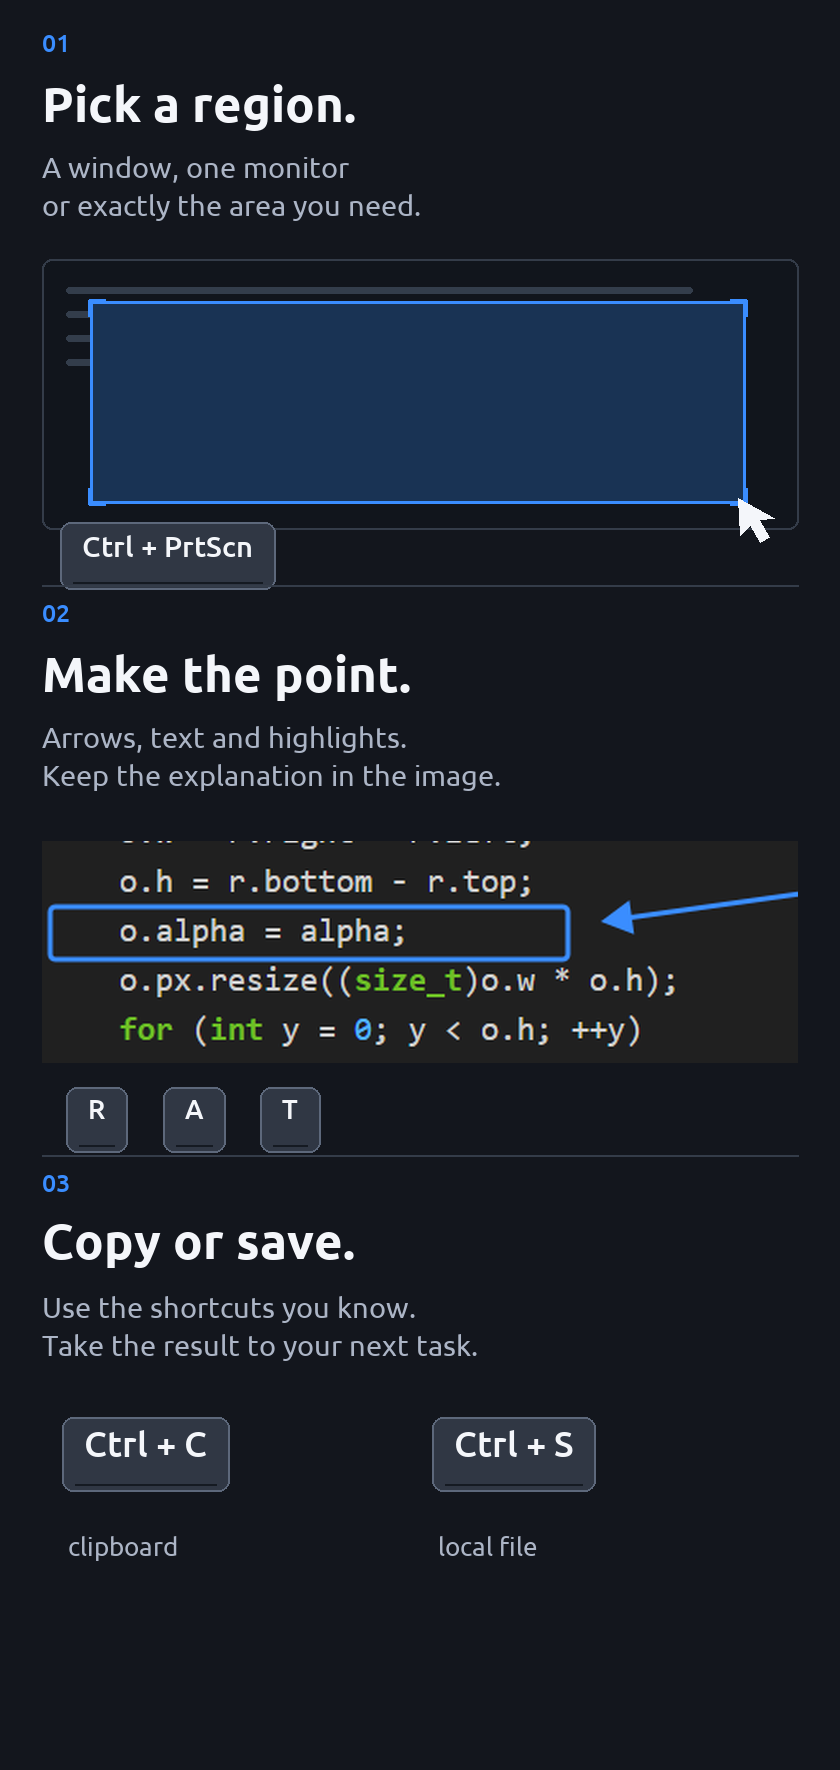 01
Pick a region.
A window, one monitor
or exactly the area you need.
Ctrl + PrtScn
02
Make the point.
Arrows, text and highlights.
Keep the explanation in the image.
o.h = r.bottom - r.top;
o.alpha = alpha;
o.px.resize((size_t)o.w * o.h);
for (int y = 0; y < o.h; ++y)
R A T
03
Copy or save.
Use the shortcuts you know.
Take the result to your next task.
Ctrl + C Ctrl + S
clipboard local file